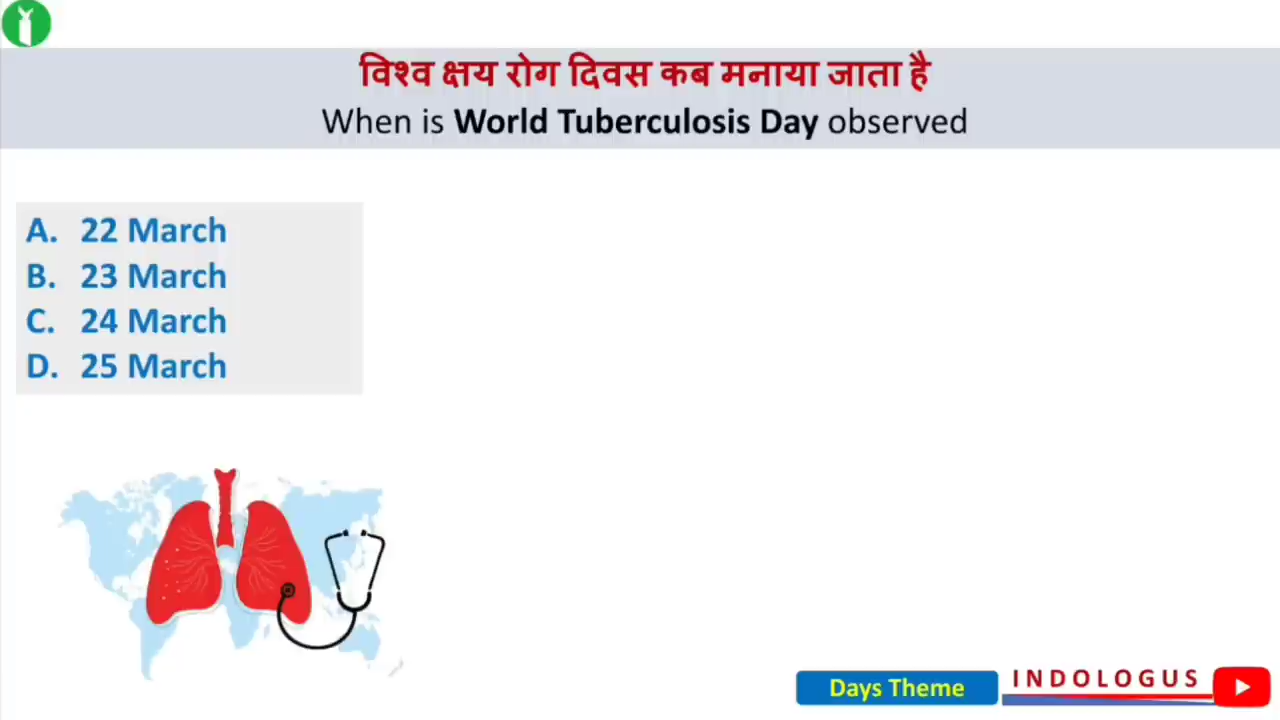 विश्व क्षय रोग दिवस कब मनाया जाता है
When is World Tuberculosis Day observed
A. 22 March
B. 23 March
C. 24 March
D. 25 March
Days Theme
INDOLOGUS